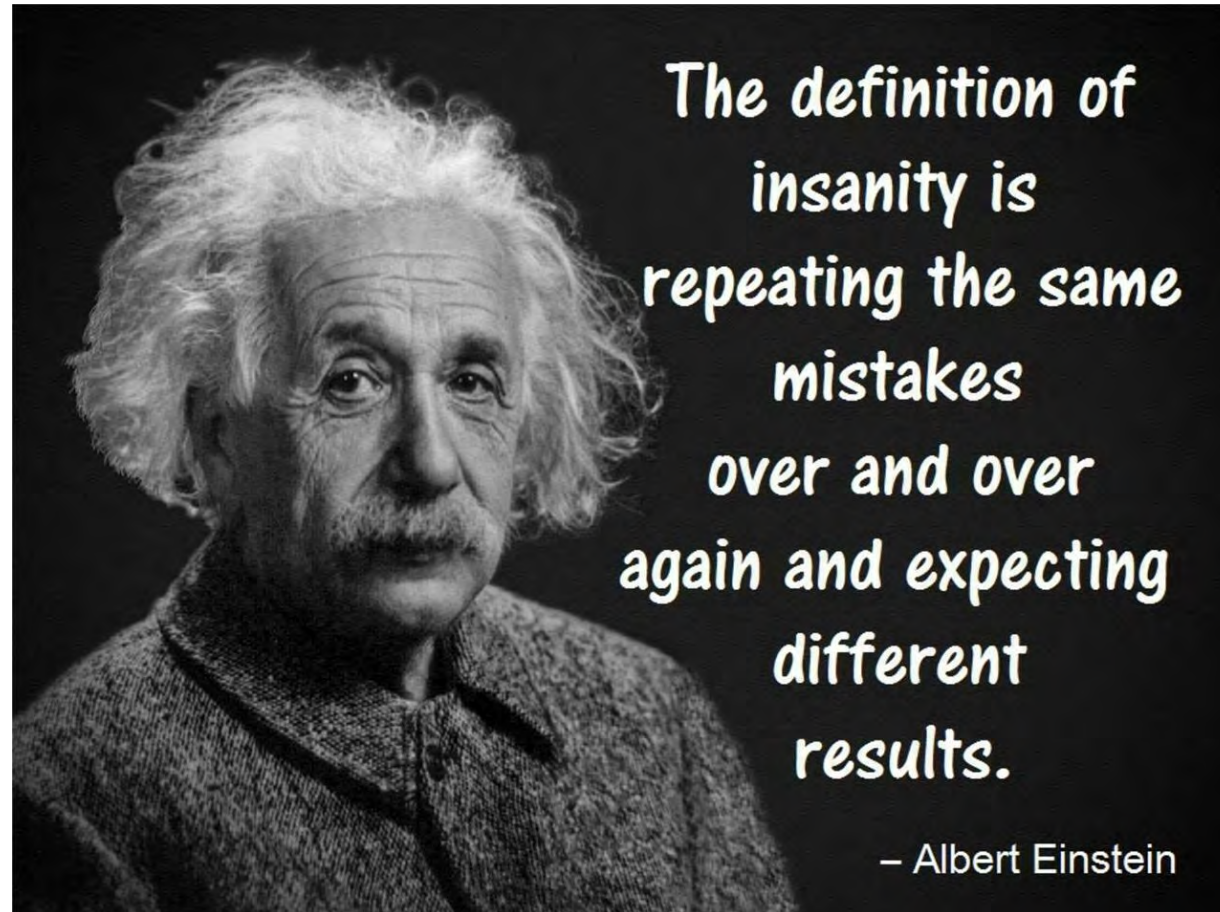 The definition of
insanity is
repeating the same
mistakes
over and over
again and expecting
different
results.
– Albert Einstein